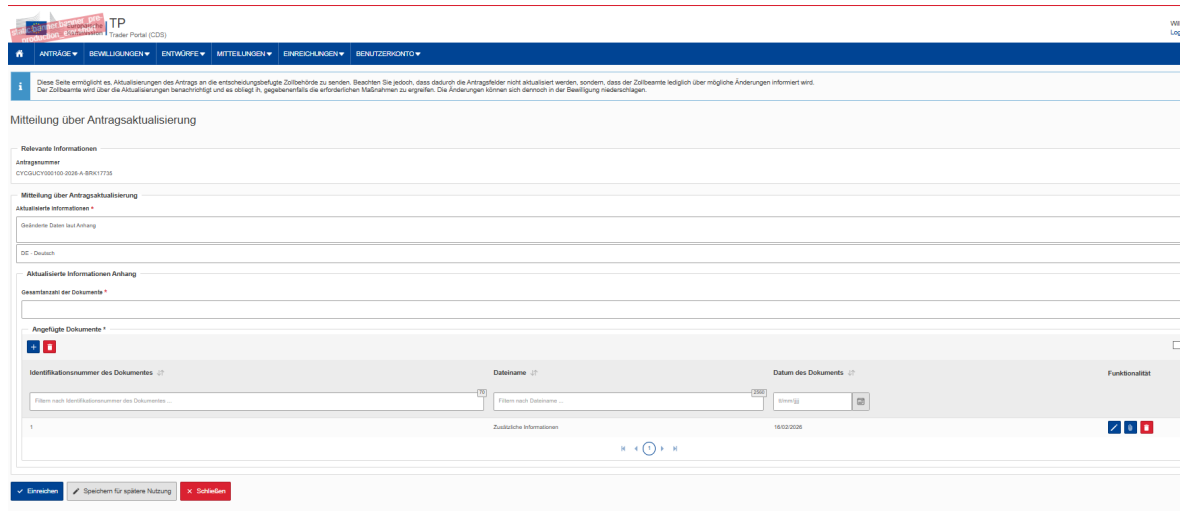 TP
Trader Portal (CDS)
ANTRÄGE
BEWILLIGUNGEN
ENTWÜRFE
MITTEILUNGEN
EINREICHUNGEN
BENUTZERKONTO
Diese Seite ermöglicht es, Aktualisierungen des Antrags an die entscheidungsbefugte Zollbehörde zu senden. Beachten Sie jedoch, dass dadurch die Antragsfelder nicht aktualisiert werden, sondern, dass der Zollbeamte lediglich über mögliche Änderungen informiert wird.
Der Zollbeamte wird über die Aktualisierungen benachrichtigt und es obliegt ih, gegebenenfalls die erforderlichen Maßnahmen zu ergreifen. Die Änderungen können sich dennoch in der Bewilligung niederschlagen.
Mitteilung über Antragsaktualisierung
Relevante Informationen
Antragsnummer
CYCGUCY000100-2026-A-BRK17735
Mitteilung über Antragsaktualisierung
Aktualisierte Informationen *
Geänderte Daten laut Anhang
DE - Deutsch
Aktualisierte Informationen Anhang
Gesamtanzahl der Dokumente *
Angefügte Dokumente *
Identifikationsnummer des Dokumentes
Dateiname
Datum des Dokuments
Funktionalität
Filtern nach Identifikationsnummer des Dokumentes ...
70
Filtern nach Dateiname ...
2500
tt/mm/jjjj
1
Zusätzliche Informationen
16/02/2026
1
Einreichen
Speichern für spätere Nutzung
Schließen